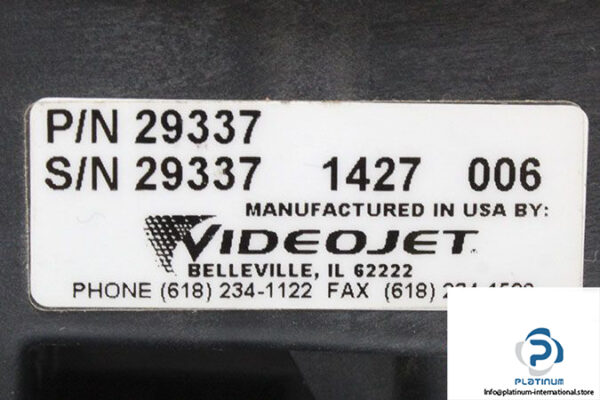 P/N 29337
S/N 29337 1427 006
MANUFACTURED IN USA BY:
VIDEOJET
BELLEVILLE, IL 62222
PHONE (618) 234-1122 FAX (618)
PLATINUM
Info@platinum-international.store